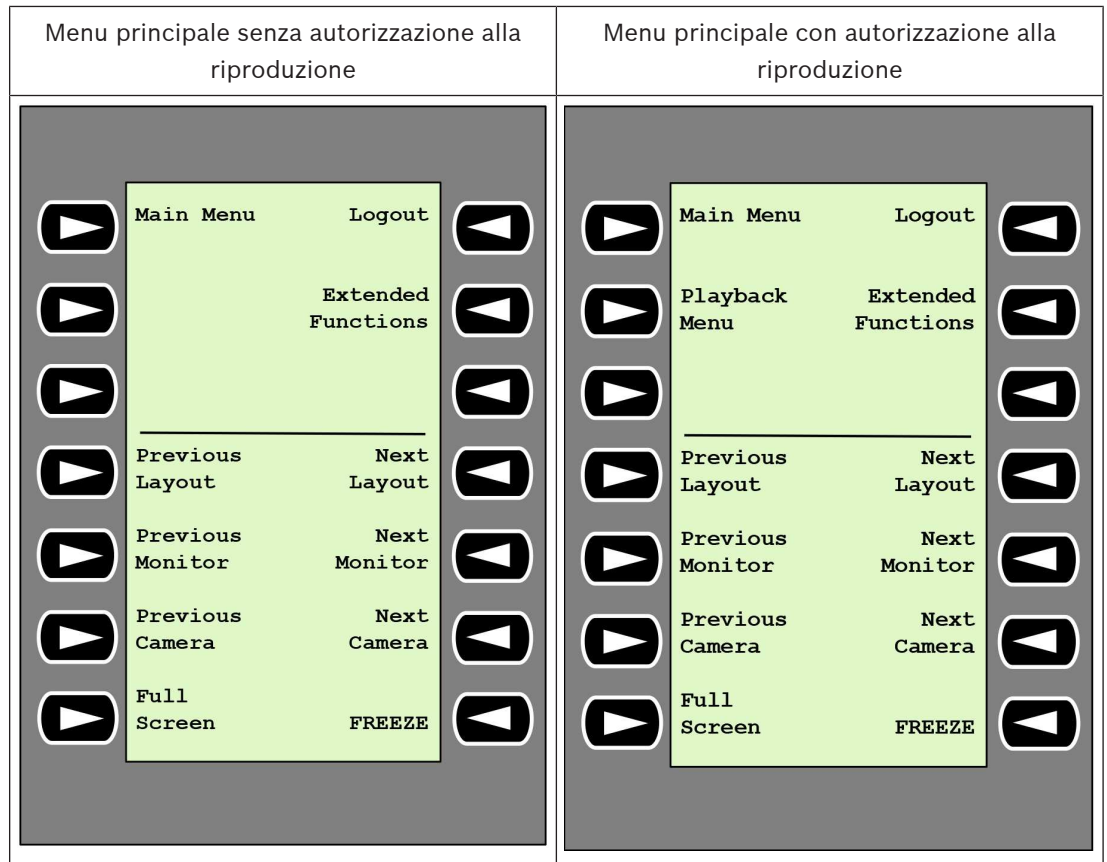 Menu principale senza autorizzazione alla
riproduzione
Menu principale con autorizzazione alla
riproduzione
Main Menu Logout
Extended
Functions
Previous Next
Layout Layout
Previous Next
Monitor Monitor
Previous Next
Camera Camera
Full
Screen FREEZE
Main Menu Logout
Playback Extended
Menu Functions
Previous Next
Layout Layout
Previous Next
Monitor Monitor
Previous Next
Camera Camera
Full
Screen FREEZE